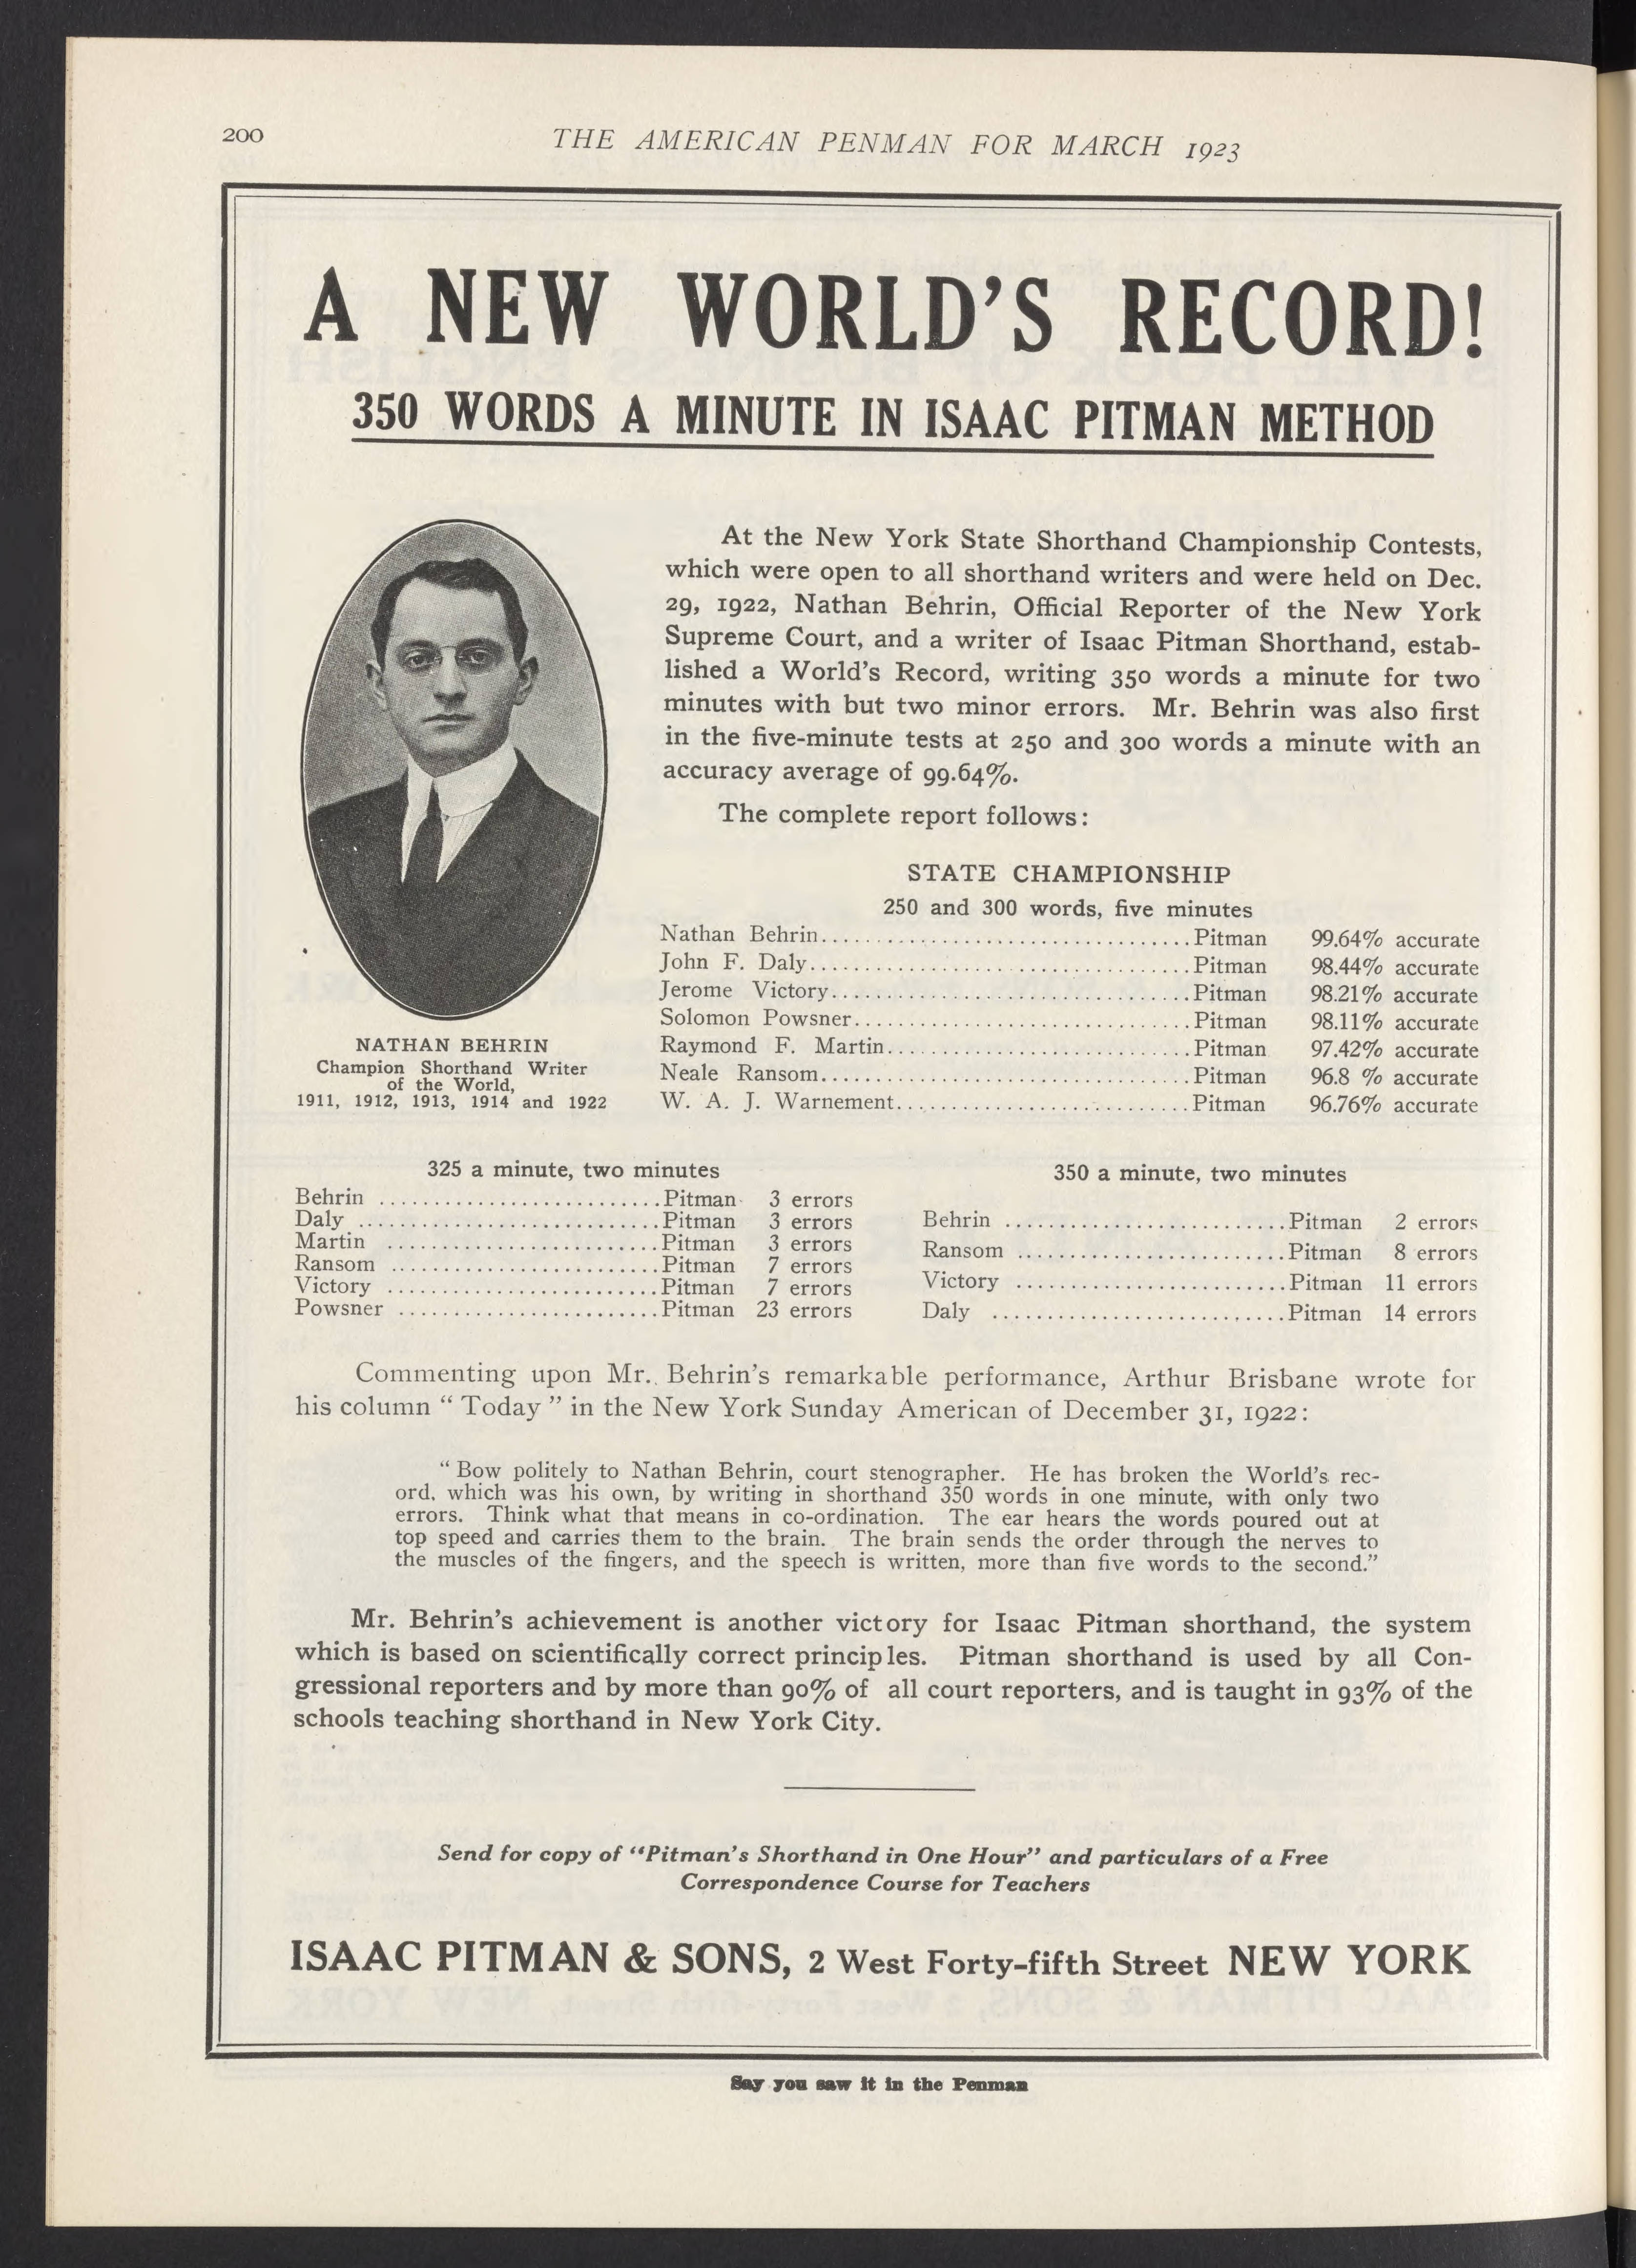 200
THE AMERICAN PENMAN FOR MARCH 1923
A NEW WORLD'S RECORD!
350 WORDS A MINUTE IN ISAAC PITMAN METHOD
At the New York State Shorthand Championship Contests,
which were open to all shorthand writers and were held on Dec.
29, 1922, Nathan Behrin, Official Reporter of the New York
Supreme Court, and a writer of Isaac Pitman Shorthand, estab-
lished a World's Record, writing 350 words a minute for two
minutes with but two minor errors. Mr. Behrin was also first
in the five-minute tests at 250 and 300 words a minute with an
accuracy average of 99.64%.
The complete report follows:
NATHAN BEHRIN
Champion Shorthand Writer
of the World,
1911, 1912, 1913, 1914 and 1922
STATE CHAMPIONSHIP
250 and 300 words, five minutes
Nathan Behrin.................................Pitman 99.64% accurate
John F. Daly..................................Pitman 98.44% accurate
Jerome Victory................................Pitman 98.21% accurate
Solomon Powsner..............................Pitman 98.11% accurate
Raymond F. Martin...........................Pitman 97.42% accurate
Neale Ransom.................................Pitman 96.8 % accurate
W. A. J. Warnement..........................Pitman 96.76% accurate
325 a minute, two minutes
Behrin .........................Pitman 3 errors
Daly ...........................Pitman 3 errors
Martin .........................Pitman 3 errors
Ransom ........................Pitman 7 errors
Victory .........................Pitman 7 errors
Powsner ........................Pitman 23 errors
350 a minute, two minutes
Behrin .........................Pitman 2 errors
Ransom ........................Pitman 8 errors
Victory ........................Pitman 11 errors
Daly ...........................Pitman 14 errors
Commenting upon Mr. Behrin's remarkable performance, Arthur Brisbane wrote for
his column " Today " in the New York Sunday American of December 31, 1922:
" Bow politely to Nathan Behrin, court stenographer. He has broken the World's rec-
ord, which was his own, by writing in shorthand 350 words in one minute, with only two
errors. Think what that means in co-ordination. The ear hears the words poured out at
top speed and carries them to the brain. The brain sends the order through the nerves to
the muscles of the fingers, and the speech is written, more than five words to the second."
Mr. Behrin's achievement is another victory for Isaac Pitman shorthand, the system
which is based on scientifically correct principles. Pitman shorthand is used by all Con-
gressional reporters and by more than 90% of all court reporters, and is taught in 93% of the
schools teaching shorthand in New York City.
Send for copy of "Pitman's Shorthand in One Hour" and particulars of a Free
Correspondence Course for Teachers
ISAAC PITMAN & SONS, 2 West Forty-fifth Street NEW YORK
Say you saw it in the Penman